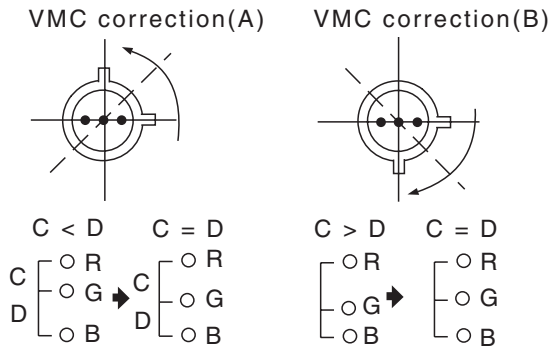 VMC correction(A)
VMC correction(B)
C < D
C = D
C > D
C = D
R
G
B
C
D
R
G
B
C
D
R
G
B
R
G
B